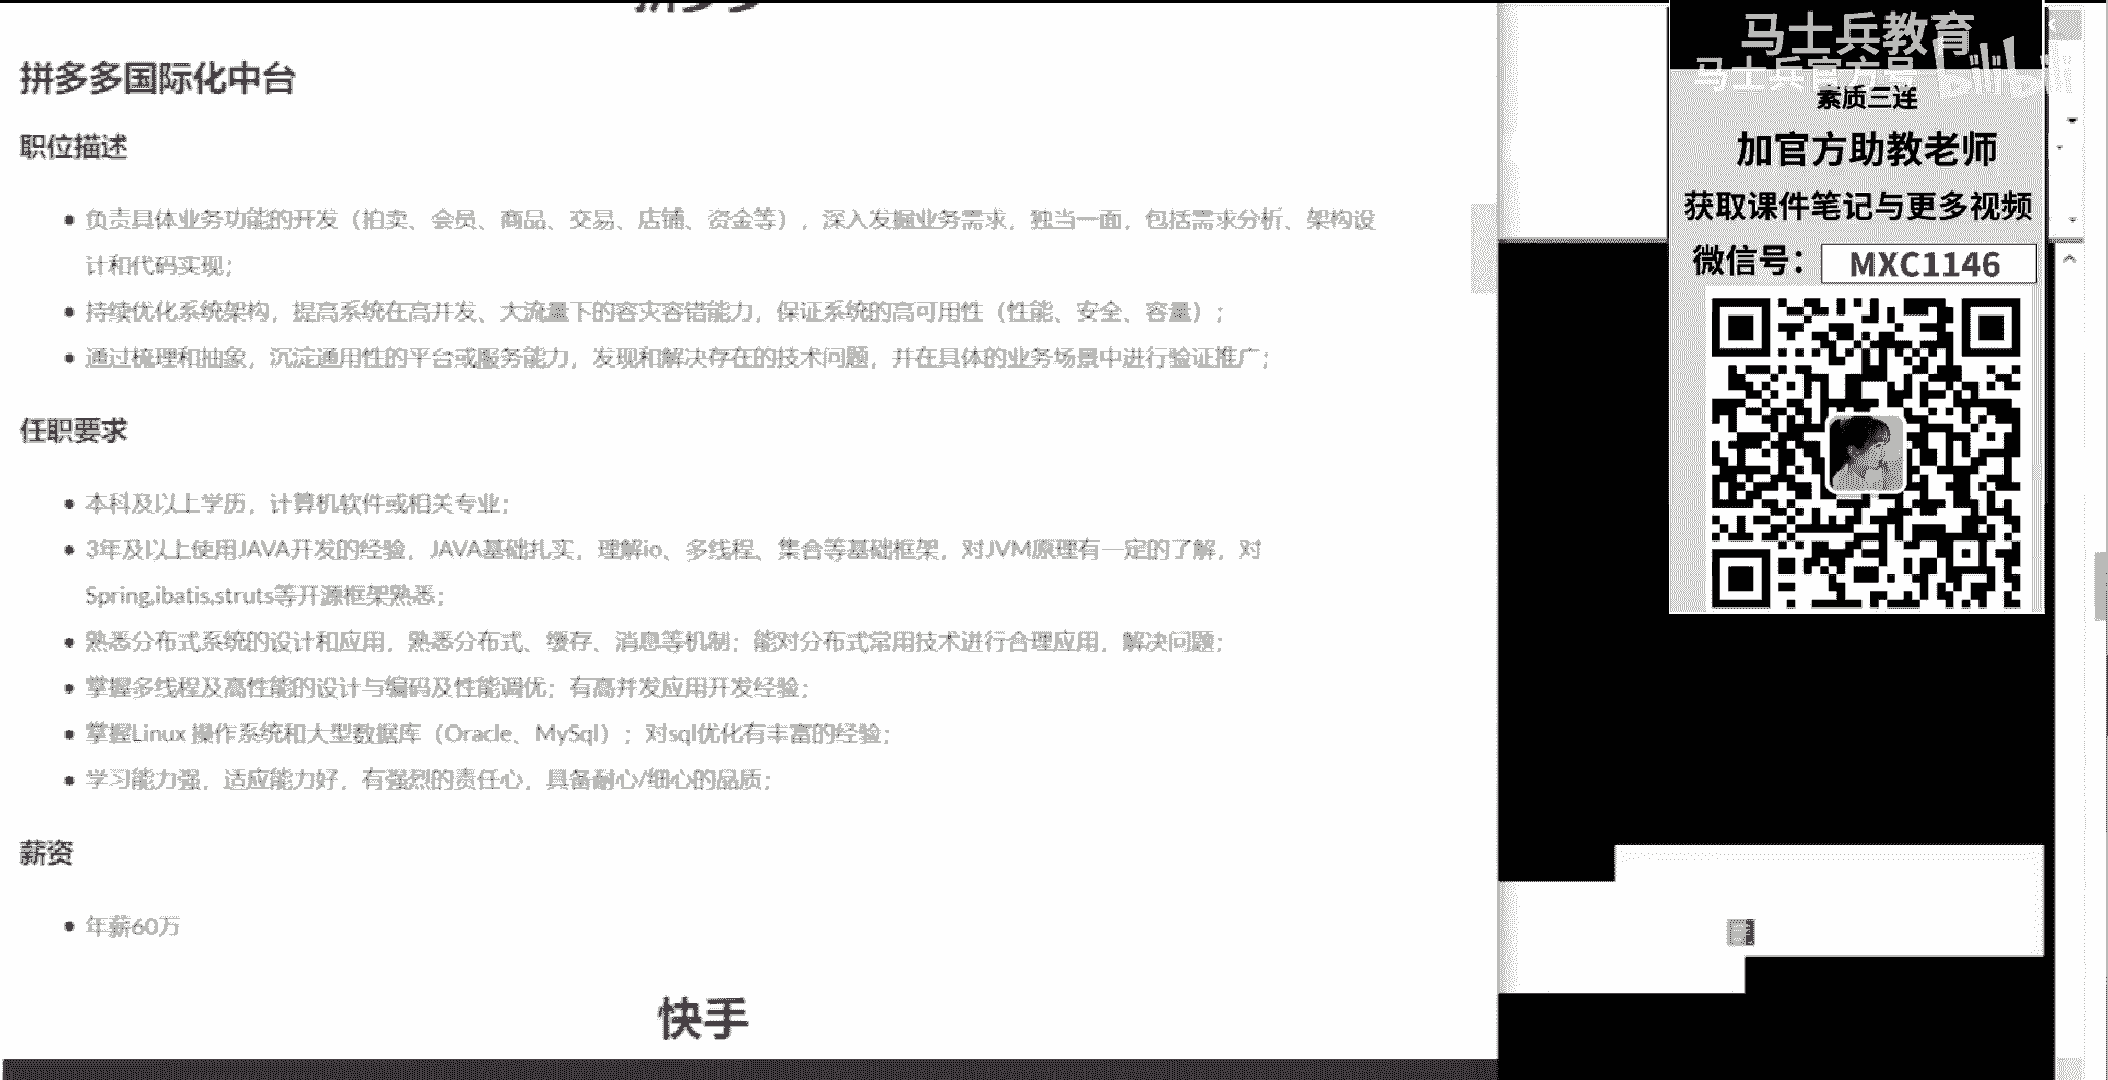 拼多多
拼多多国际化中台
职位描述
负责具体业务功能的开发（拍卖、会员、商品、交易、店铺、资金等），深入发掘业务需求，独当一面，包括需求分析、架构设
计和代码实现；
持续优化系统架构，提高系统在高并发、大流量下的容灾容错能力，保证系统的高可用性（性能、安全、容量）；
通过梳理和抽象，沉淀通用性的平台或服务能力，发现和解决存在的技术问题，并在具体的业务场景中进行验证推广；
任职要求
本科及以上学历，计算机软件或相关专业；
3年及以上使用JAVA开发的经验，JAVA基础扎实，理解io、多线程、集合等基础框架，对JVM原理有一定的了解，对
Spring,ibatis,struts等开源框架熟悉；
熟悉分布式系统的设计和应用，熟悉分布式、缓存、消息等机制；能对分布式常用技术进行合理应用，解决问题；
掌握多线程及高性能的设计与编码及性能调优；有高并发应用开发经验；
掌握Linux 操作系统和大型数据库（Oracle、MySql）；对sql优化有丰富的经验；
学习能力强，适应能力好，有强烈的责任心，具备耐心/细心的品质；
薪资
年薪60万
快手
马士兵教育
马士兵官方号 bilibili
素质三连
加官方助教老师
获取课件笔记与更多视频
微信号： MXC1146